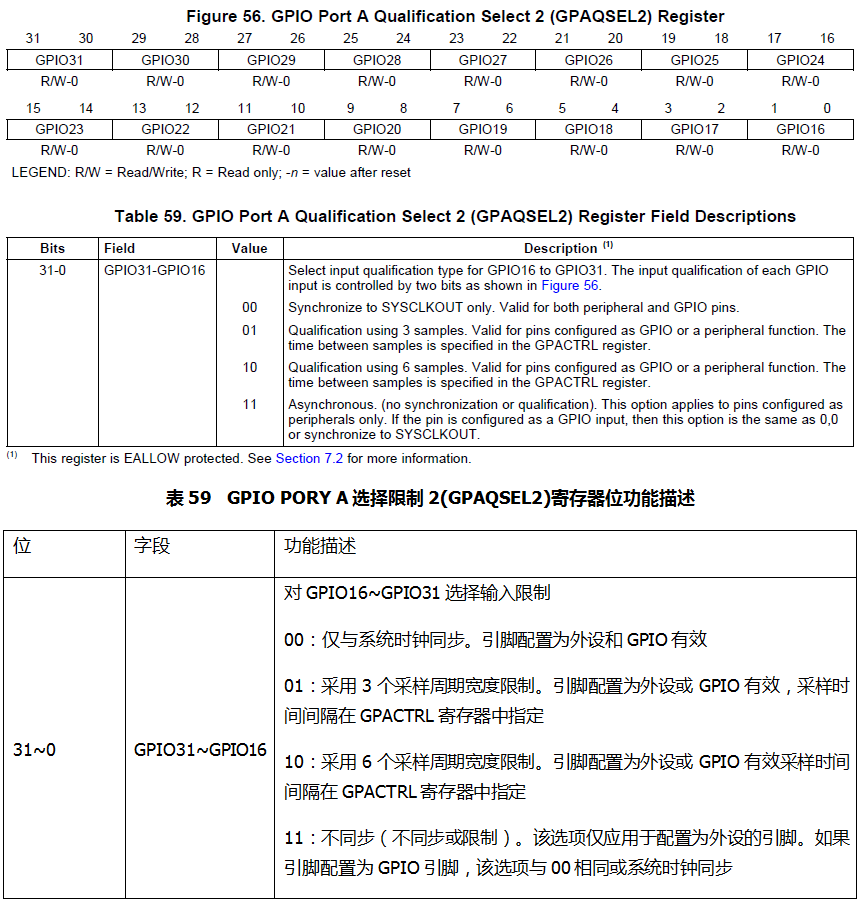 Figure 56. GPIO Port A Qualification Select 2 (GPAQSEL2) Register
31 30 29 28 27 26 25 24 23 22 21 20 19 18 17 16
GPIO31 GPIO30 GPIO29 GPIO28 GPIO27 GPIO26 GPIO25 GPIO24
R/W-0 R/W-0 R/W-0 R/W-0 R/W-0 R/W-0 R/W-0 R/W-0
15 14 13 12 11 10 9 8 7 6 5 4 3 2 1 0
GPIO23 GPIO22 GPIO21 GPIO20 GPIO19 GPIO18 GPIO17 GPIO16
R/W-0 R/W-0 R/W-0 R/W-0 R/W-0 R/W-0 R/W-0 R/W-0
LEGEND: R/W = Read/Write; R = Read only; -n = value after reset
Table 59. GPIO Port A Qualification Select 2 (GPAQSEL2) Register Field Descriptions
Bits Field Value Description (1)
31-0 GPIO31-GPIO16 Select input qualification type for GPIO16 to GPIO31. The input qualification of each GPIO
input is controlled by two bits as shown in Figure 56.
00 Synchronize to SYSCLKOUT only. Valid for both peripheral and GPIO pins.
01 Qualification using 3 samples. Valid for pins configured as GPIO or a peripheral function. The
time between samples is specified in the GPACTRL register.
10 Qualification using 6 samples. Valid for pins configured as GPIO or a peripheral function. The
time between samples is specified in the GPACTRL register.
11 Asynchronous. (no synchronization or qualification). This option applies to pins configured as
peripherals only. If the pin is configured as a GPIO input, then this option is the same as 0,0
or synchronize to SYSCLKOUT.
(1) This register is EALLOW protected. See Section 7.2 for more information.
表 59 GPIO PORY A 选择限制 2(GPAQSEL2)寄存器位功能描述
位 字段 功能描述
31~0 GPIO31~GPIO16 对 GPIO16~GPIO31 选择输入限制
00：仅与系统时钟同步。引脚配置为外设和 GPIO 有效
01：采用 3 个采样周期宽度限制。引脚配置为外设或 GPIO 有效，采样时
间间隔在 GPACTRL 寄存器中指定
10：采用 6 个采样周期宽度限制。引脚配置为外设或 GPIO 有效采样时间
间隔在 GPACTRL 寄存器中指定
11：不同步（不同步或限制）。该选项仅应用于配置为外设的引脚。如果
引脚配置为 GPIO 引脚，该选项与 00 相同或系统时钟同步